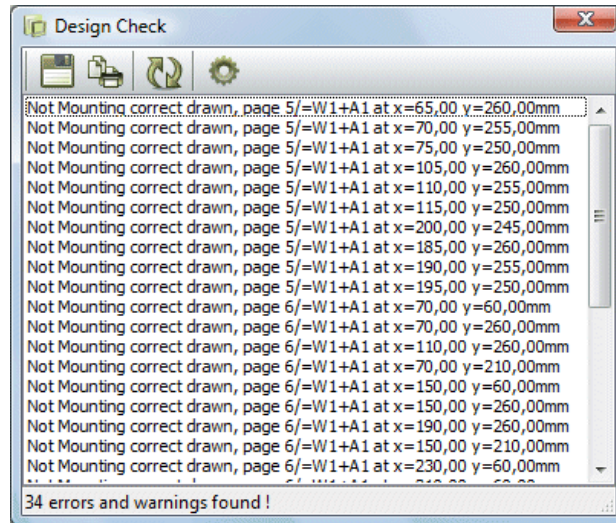 Design Check
Not Mounting correct drawn, page 5/=W1+A1 at x=65,00 y=260,00mm
Not Mounting correct drawn, page 5/=W1+A1 at x=70,00 y=255,00mm
Not Mounting correct drawn, page 5/=W1+A1 at x=75,00 y=250,00mm
Not Mounting correct drawn, page 5/=W1+A1 at x=105,00 y=260,00mm
Not Mounting correct drawn, page 5/=W1+A1 at x=110,00 y=255,00mm
Not Mounting correct drawn, page 5/=W1+A1 at x=115,00 y=250,00mm
Not Mounting correct drawn, page 5/=W1+A1 at x=200,00 y=245,00mm
Not Mounting correct drawn, page 5/=W1+A1 at x=185,00 y=260,00mm
Not Mounting correct drawn, page 5/=W1+A1 at x=190,00 y=255,00mm
Not Mounting correct drawn, page 5/=W1+A1 at x=195,00 y=250,00mm
Not Mounting correct drawn, page 6/=W1+A1 at x=70,00 y=60,00mm
Not Mounting correct drawn, page 6/=W1+A1 at x=70,00 y=260,00mm
Not Mounting correct drawn, page 6/=W1+A1 at x=110,00 y=260,00mm
Not Mounting correct drawn, page 6/=W1+A1 at x=70,00 y=210,00mm
Not Mounting correct drawn, page 6/=W1+A1 at x=150,00 y=60,00mm
Not Mounting correct drawn, page 6/=W1+A1 at x=150,00 y=260,00mm
Not Mounting correct drawn, page 6/=W1+A1 at x=190,00 y=260,00mm
Not Mounting correct drawn, page 6/=W1+A1 at x=150,00 y=210,00mm
Not Mounting correct drawn, page 6/=W1+A1 at x=230,00 y=60,00mm
34 errors and warnings found !